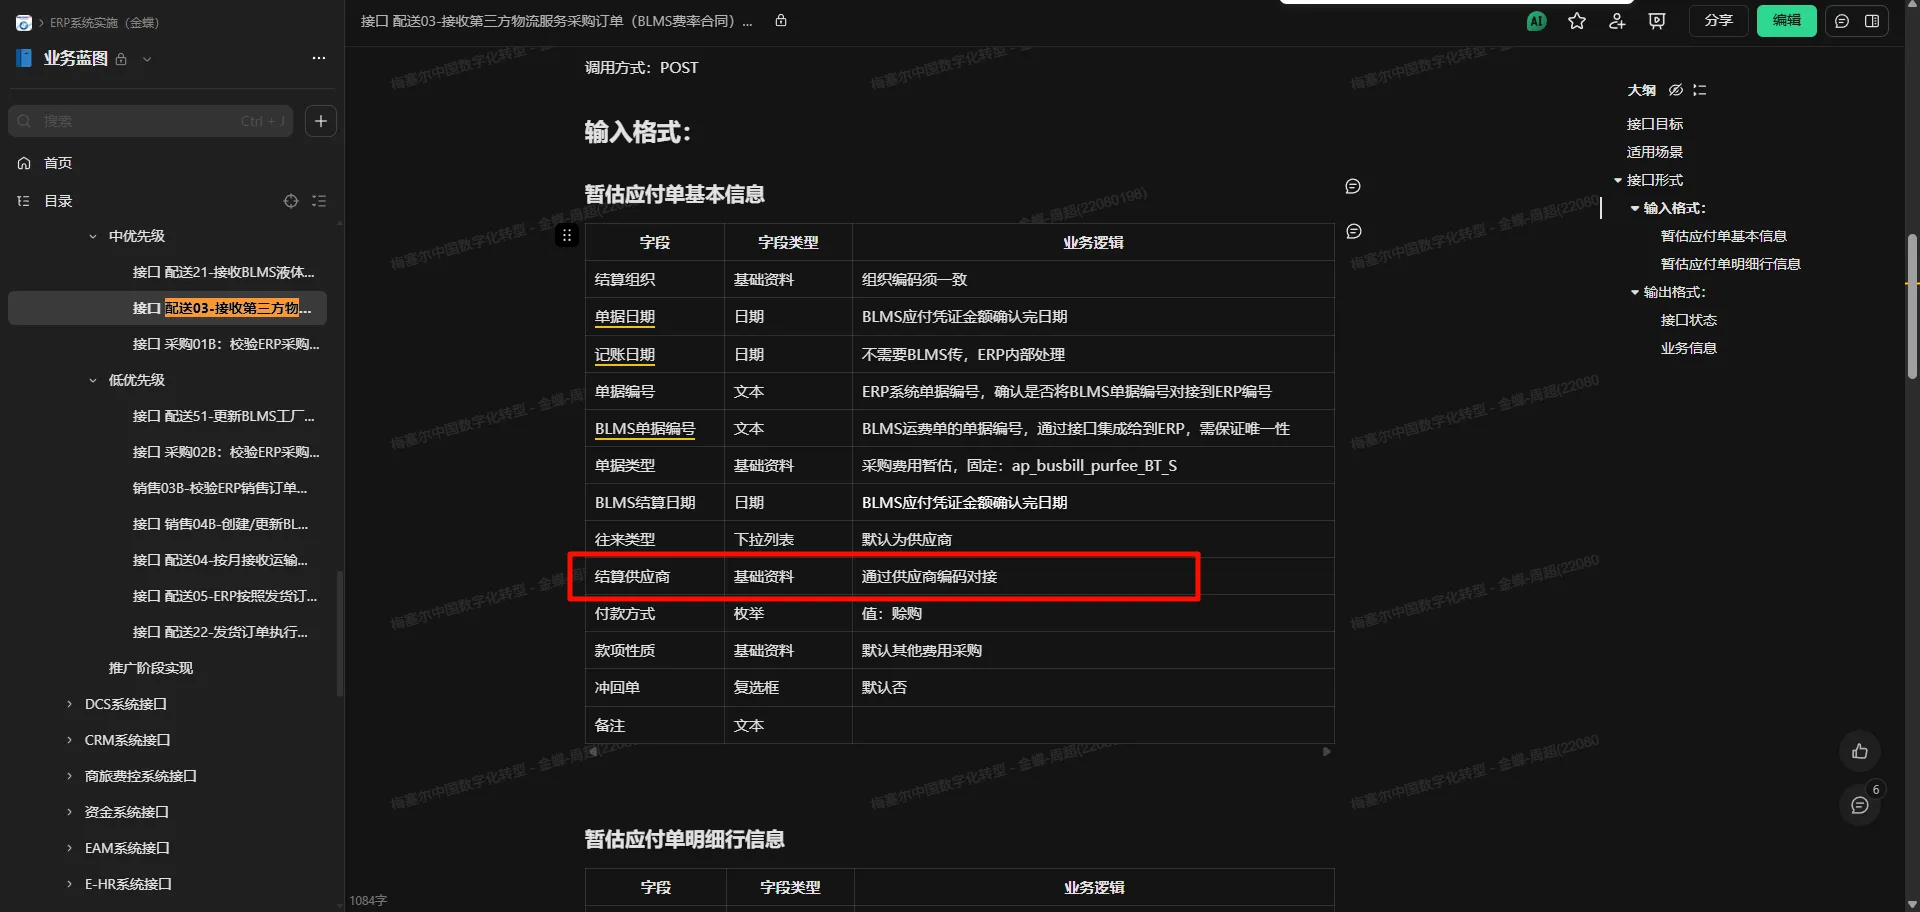 ERP系统实施（金蝶）
业务蓝图
搜索
Ctrl + J
首页
目录
中优先级
接口 配送21-接收BLMS液体...
接口 配送03-接收第三方物...
接口 采购01B：校验ERP采购...
低优先级
接口 配送51-更新BLMS工厂...
接口 采购02B：校验ERP采购...
销售03B-校验ERP销售订单...
接口 销售04B-创建/更新BL...
接口 配送04-按月接收运输...
接口 配送05-ERP按照发货订...
接口 配送22-发货订单执行...
推广阶段实现
DCS系统接口
CRM系统接口
商旅费控系统接口
资金系统接口
EAM系统接口
E-HR系统接口
接口 配送03-接收第三方物流服务采购订单（BLMS费率合同）...
AI
分享
编辑
调用方式：POST
输入格式：
暂估应付单基本信息
字段 字段类型 业务逻辑
结算组织 基础资料 组织编码须一致
单据日期 日期 BLMS应付凭证金额确认完日期
记账日期 日期 不需要BLMS传，ERP内部处理
单据编号 文本 ERP系统单据编号，确认是否将BLMS单据编号对接到ERP编号
BLMS单据编号 文本 BLMS运费单的单据编号，通过接口集成给到ERP，需保证唯一性
单据类型 基础资料 采购费用暂估，固定：ap_busbill_purfee_BT_S
BLMS结算日期 日期 BLMS应付凭证金额确认完日期
往来类型 下拉列表 默认为供应商
结算供应商 基础资料 通过供应商编码对接
付款方式 枚举 值：赊购
款项性质 基础资料 默认其他费用采购
冲回单 复选框 默认否
备注 文本
暂估应付单明细行信息
字段 字段类型 业务逻辑
1084字
大纲
接口目标
适用场景
接口形式
输入格式：
暂估应付单基本信息
暂估应付单明细行信息
输出格式：
接口状态
业务信息
6
梅塞尔中国数字化转型 - 金蝶-周超(22080198)